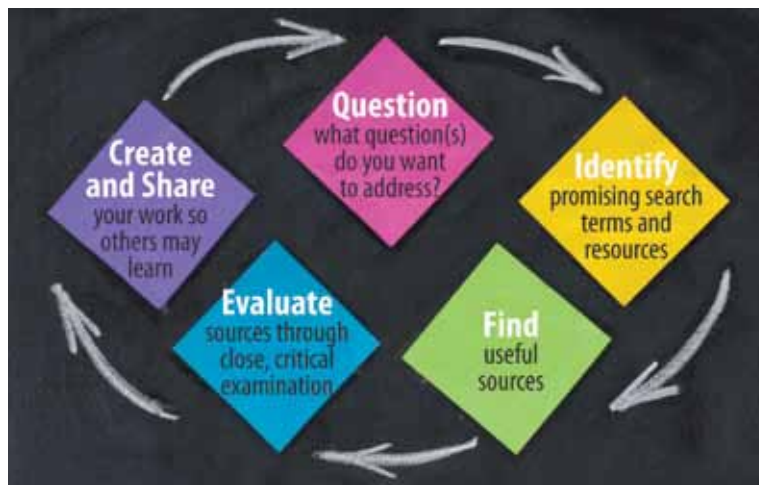 Question
what question(s)
do you want
to address?
Identify
promising search
terms and
resources
Find
useful
sources
Evaluate
sources through
close, critical
examination
Create
and Share
your work so
others may
learn